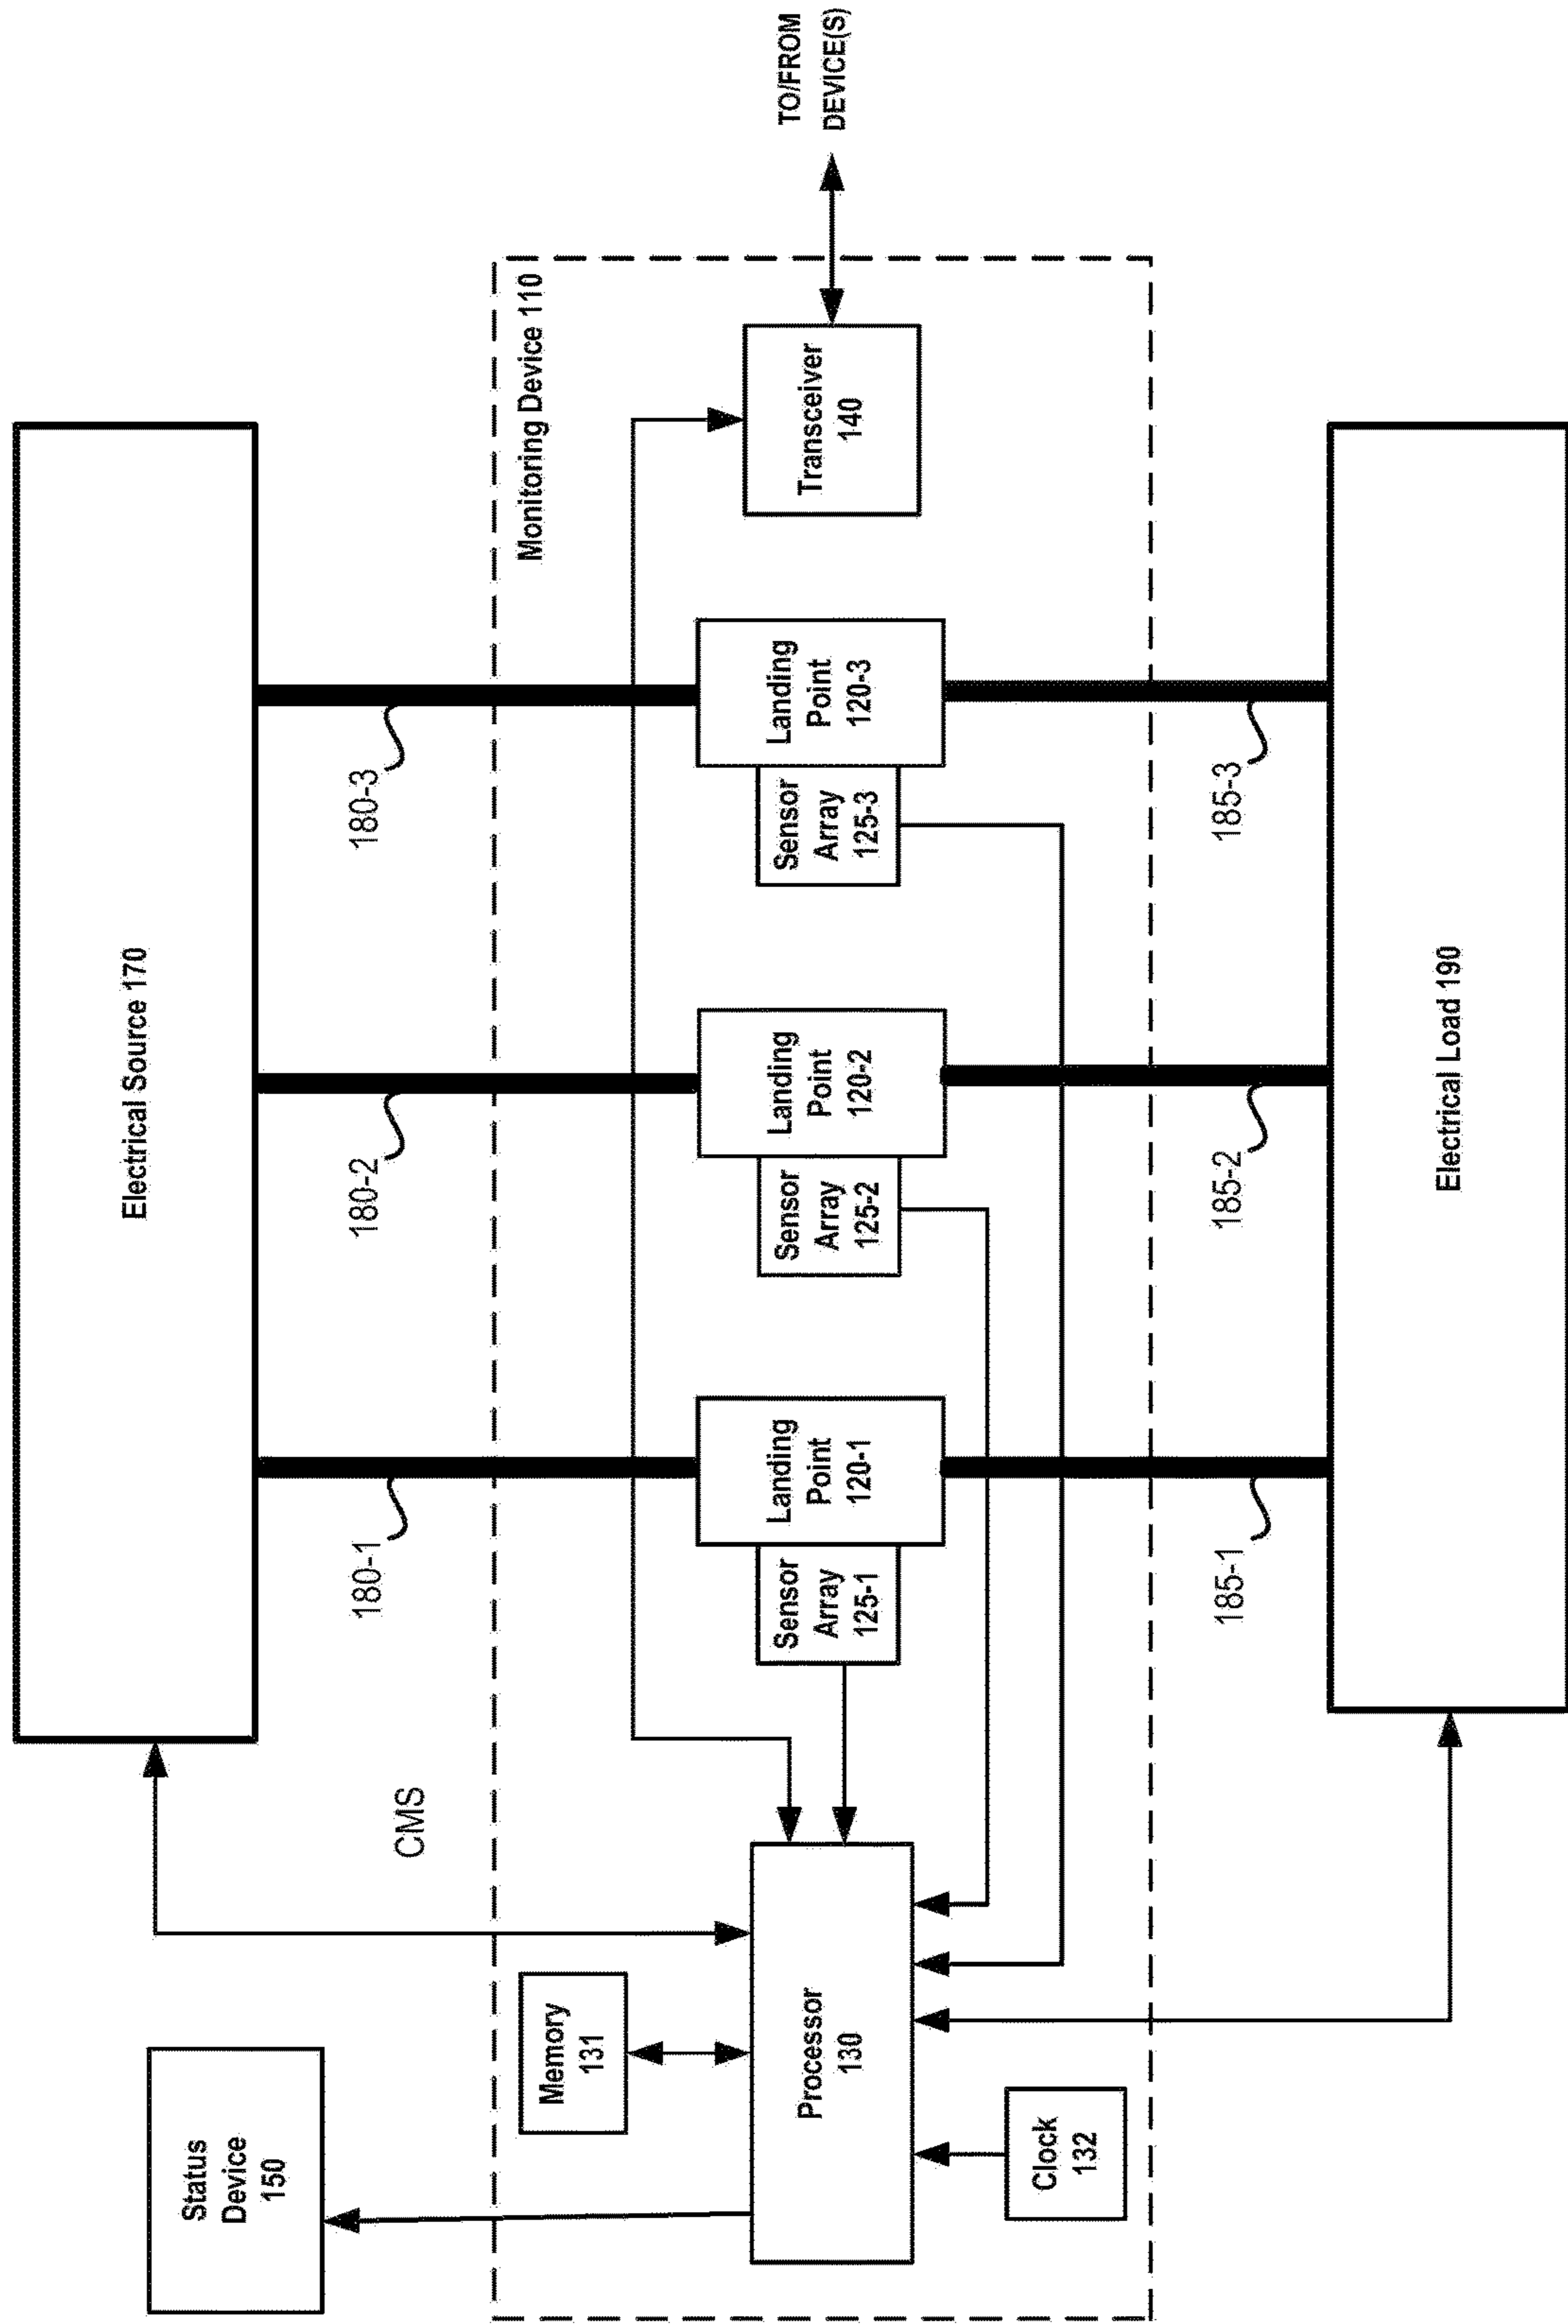 Electrical Source 170
Status
Device
150
CMS
180-1
180-2
180-3
Monitoring Device 110
Memory
131
Processor
130
Clock
132
Sensor
Array
125-1
Landing
Point
120-1
Sensor
Array
125-2
Landing
Point
120-2
Sensor
Array
125-3
Landing
Point
120-3
Transceiver
140
TO/FROM
DEVICE(S)
185-1
185-2
185-3
Electrical Load 190